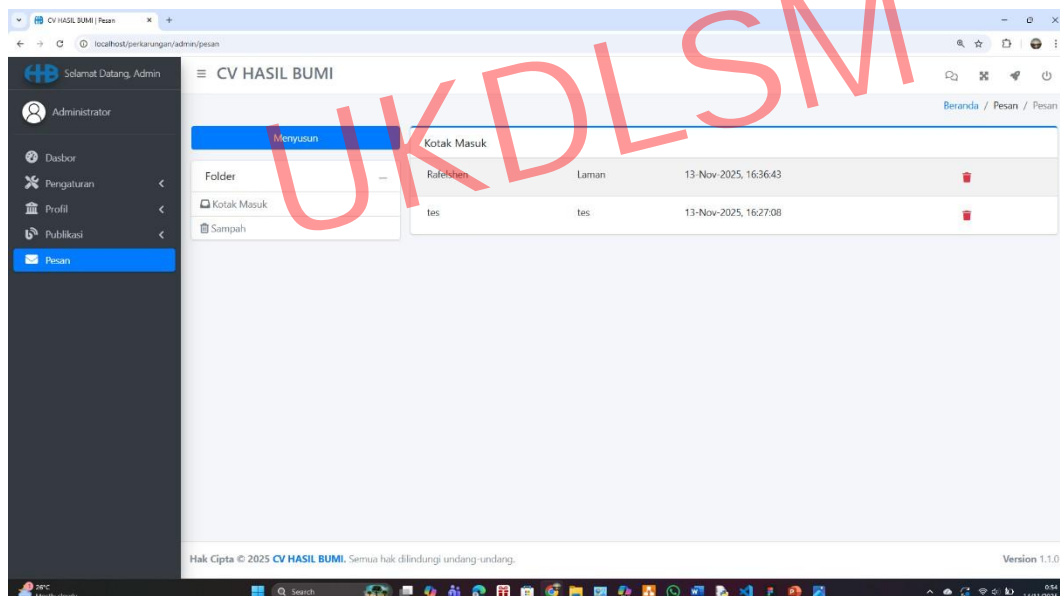 CV HASIL BUMI | Pesan
localhost/perkarungan/admin/pesan
Selamat Datang, Admin
CV HASIL BUMI
Administrator
Beranda / Pesan / Pesan
Dasbor
Pengaturan
Profil
Publikasi
Pesan
Menyusun
Folder
Kotak Masuk
Sampah
Kotak Masuk
Rafelshen Laman 13-Nov-2025, 16:36:43
tes tes 13-Nov-2025, 16:27:08
UKDLSM
Hak Cipta © 2025 CV HASIL BUMI. Semua hak dilindungi undang-undang.
Version 1.1.0
26°C
Search
0:54